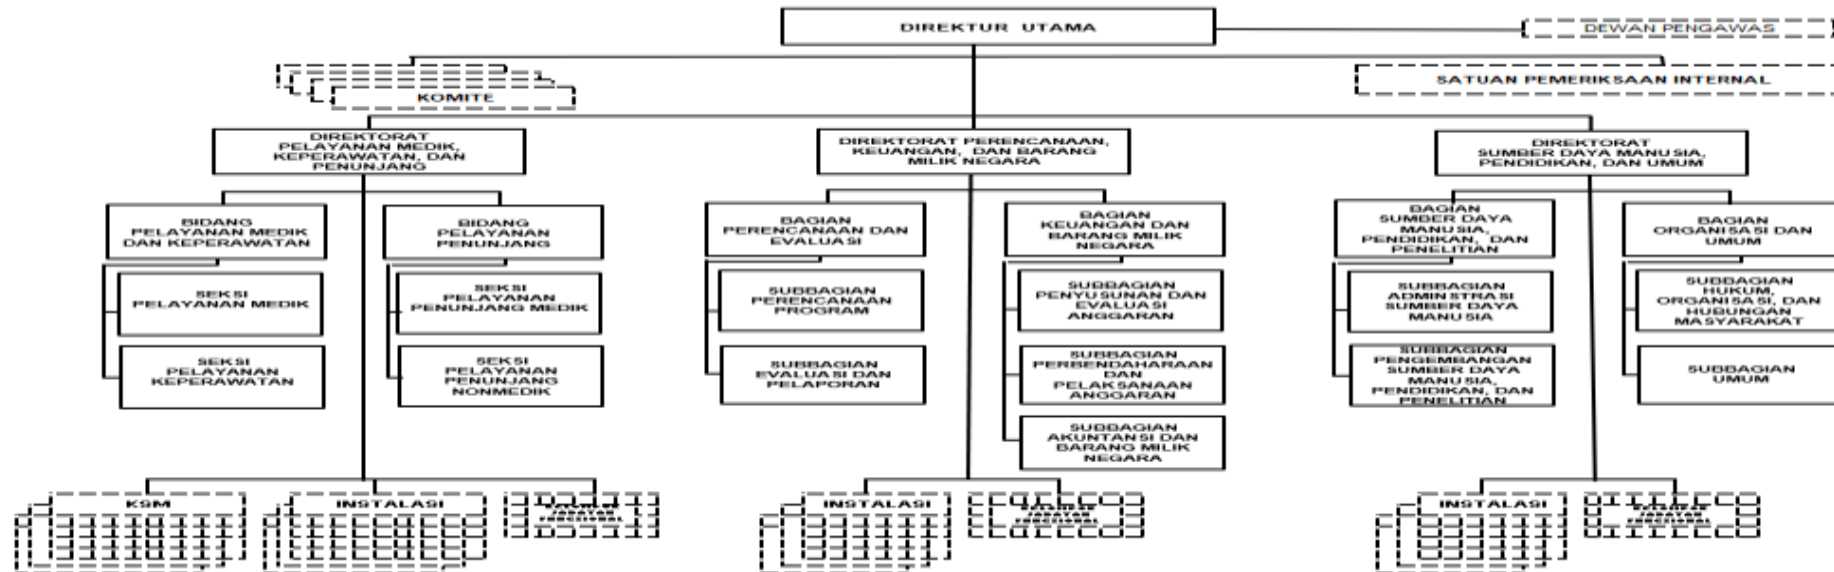 DIREKTUR UTAMA
DEWAN PENGAWAS
KOMITE
SATUAN PEMERIKSAAN INTERNAL
DIREKTORAT
PELAYANAN MEDIK,
KEPERAWATAN, DAN
PENUNJANG
DIREKTORAT PERENCANAAN,
KEUANGAN, DAN BARANG
MILIK NEGARA
DIREKTORAT
SUMBER DAYA MANUSIA,
PENDIDIKAN, DAN UMUM
BIDANG
PELAYANAN MEDIK
DAN KEPERAWATAN
BIDANG
PELAYANAN
PENUNJANG
BAGIAN
PERENCANAAN DAN
EVALUASI
BAGIAN
KEUANGAN DAN
BARANG MILIK
NEGARA
BAGIAN
SUMBER DAYA
MANUSIA,
PENDIDIKAN, DAN
PENELITIAN
BAGIAN
ORGANISASI DAN
UMUM
SEKSI
PELAYANAN MEDIK
SEKSI
PELAYANAN
PENUNJANG MEDIK
SUBBAGIAN
PERENCANAAN
PROGRAM
SUBBAGIAN
PENYUSUNAN DAN
EVALUASI
ANGGARAN
SUBBAGIAN
ADMINISTRASI
SUMBER DAYA
MANUSIA
SUBBAGIAN
HUKUM,
ORGANISASI, DAN
HUBUNGAN
MASYARAKAT
SEKSI
PELAYANAN
KEPERAWATAN
SEKSI
PELAYANAN
PENUNJANG
NONMEDIK
SUBBAGIAN
EVALUASI DAN
PELAPORAN
SUBBAGIAN
PERBENDAHARAAN
DAN
PELAKSANAAN
ANGGARAN
SUBBAGIAN
PENGEMBANGAN
SUMBER DAYA
MANUSIA,
PENDIDIKAN, DAN
PENELITIAN
SUBBAGIAN
UMUM
SUBBAGIAN
AKUNTANSI DAN
BARANG MILIK
NEGARA
KSM
INSTALASI
JABATAN
FUNGSIONAL
INSTALASI
JABATAN
FUNGSIONAL
INSTALASI
JABATAN
FUNGSIONAL